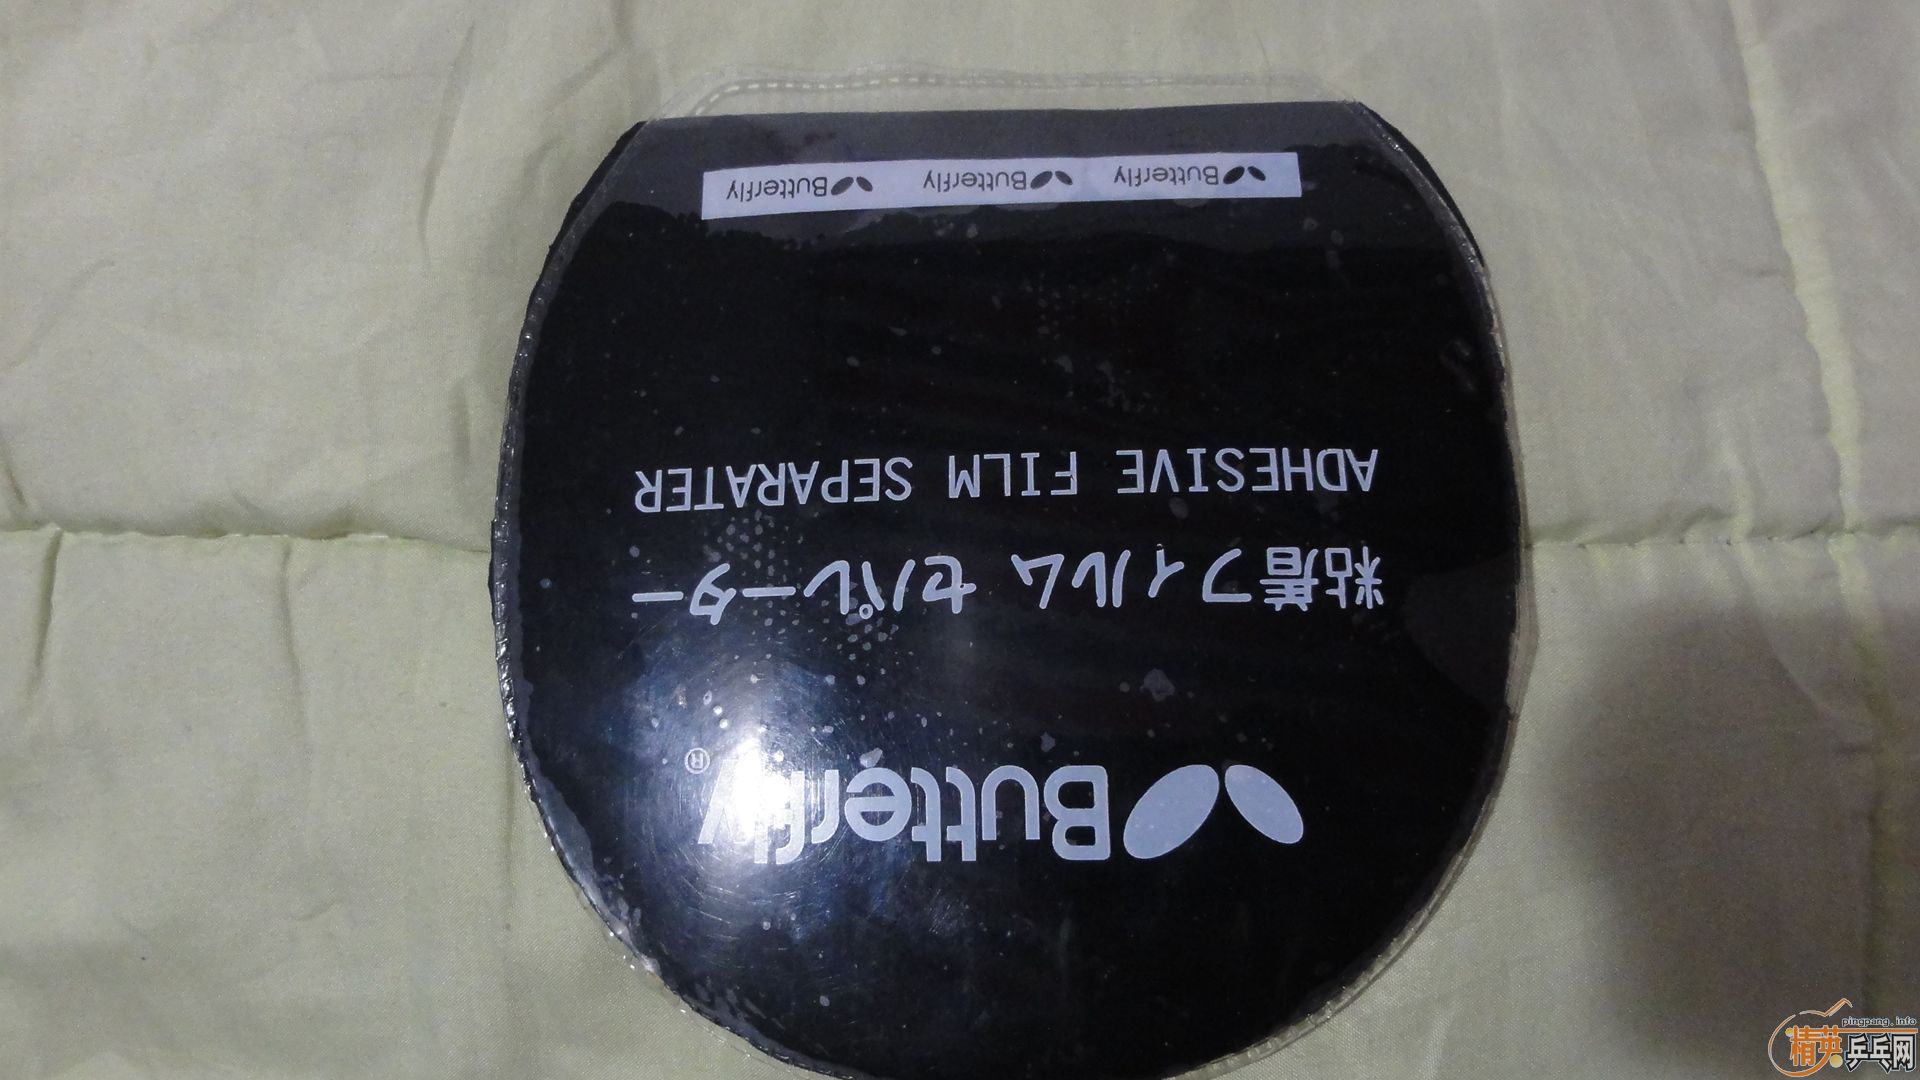 Butterfly®
粘着フィルム セパレーター
ADHESIVE FILM SEPARATER
Butterfly Butterfly Butterfly
pingpang.info
精英乒乓网